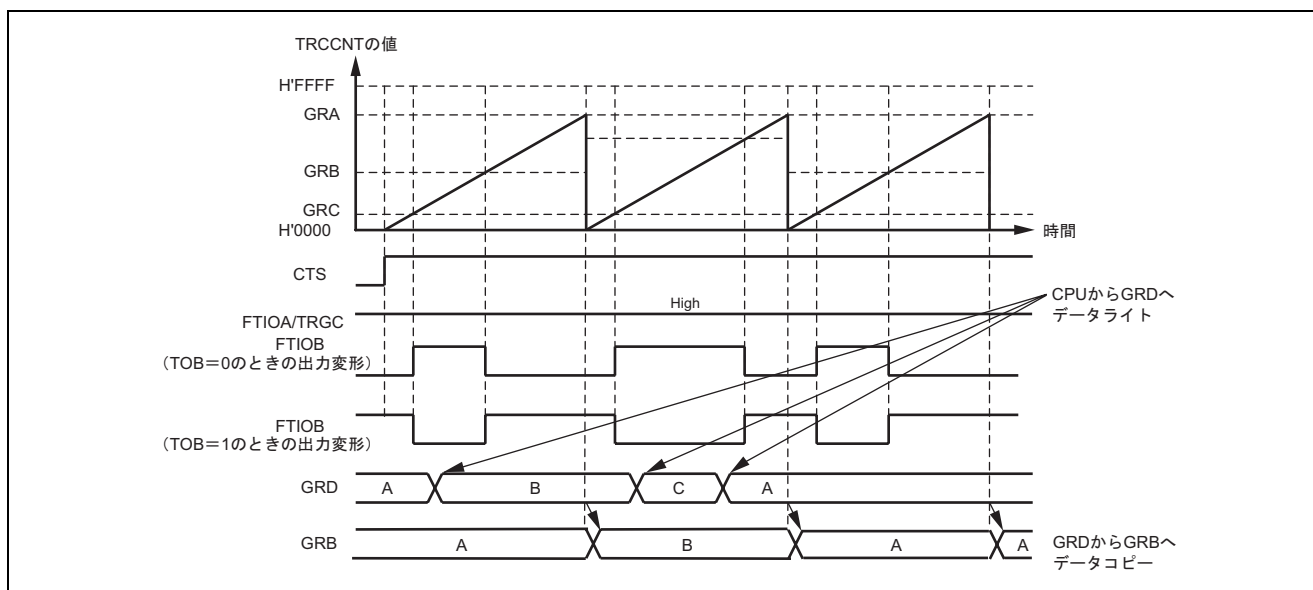 TRCCNTの値
H'FFFF
GRA
GRB
GRC
H'0000
時間
CTS
High
FTIOA/TRGC
CPUからGRDへ
データライト
FTIOB
（TOB＝0のときの出力変形）
FTIOB
（TOB＝1のときの出力変形）
GRD A B C A
GRB A B A A
GRDからGRBへ
データコピー